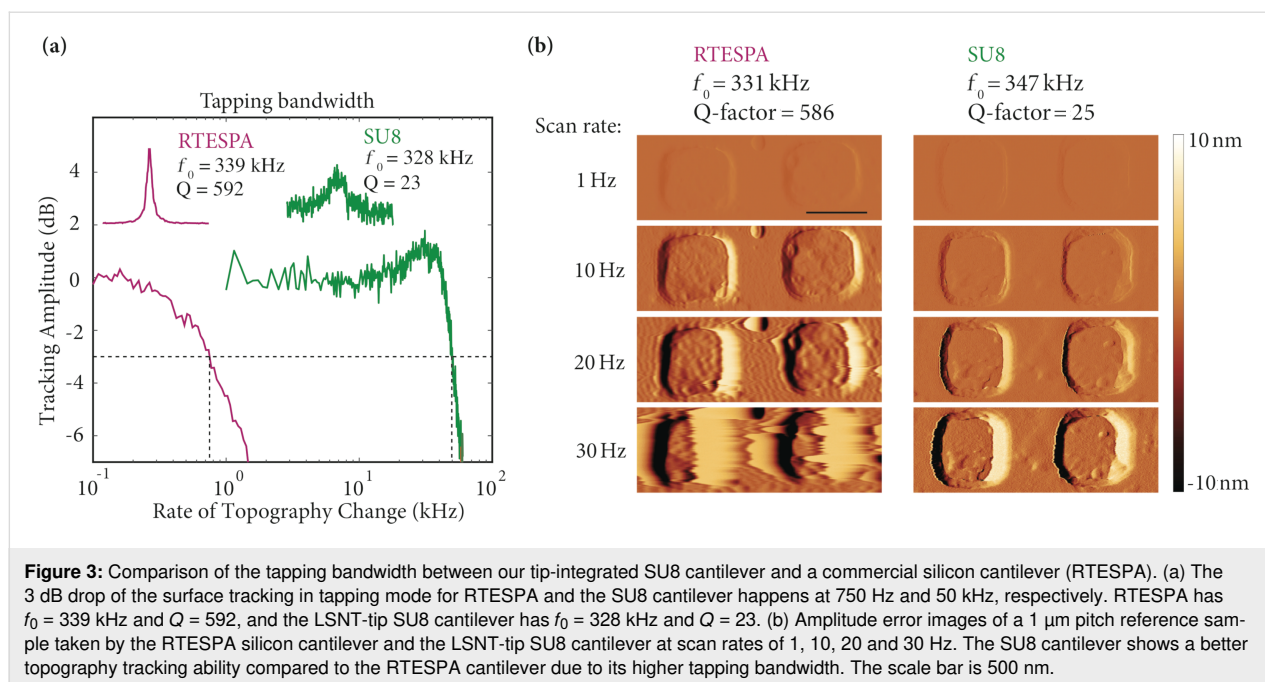 (a)
Tapping bandwidth
RTESPA
f0 = 339 kHz
Q = 592
SU8
f0 = 328 kHz
Q = 23
Tracking Amplitude (dB)
4
2
0
-2
-4
-6
10-1
100
101
102
Rate of Topography Change (kHz)
(b)
RTESPA
f0 = 331 kHz
Q-factor = 586
SU8
f0 = 347 kHz
Q-factor = 25
Scan rate:
1 Hz
10 Hz
20 Hz
30 Hz
10 nm
-10 nm
Figure 3: Comparison of the tapping bandwidth between our tip-integrated SU8 cantilever and a commercial silicon cantilever (RTESPA). (a) The
3 dB drop of the surface tracking in tapping mode for RTESPA and the SU8 cantilever happens at 750 Hz and 50 kHz, respectively. RTESPA has
f0 = 339 kHz and Q = 592, and the LSNT-tip SU8 cantilever has f0 = 328 kHz and Q = 23. (b) Amplitude error images of a 1 µm pitch reference sam-
ple taken by the RTESPA silicon cantilever and the LSNT-tip SU8 cantilever at scan rates of 1, 10, 20 and 30 Hz. The SU8 cantilever shows a better
topography tracking ability compared to the RTESPA cantilever due to its higher tapping bandwidth. The scale bar is 500 nm.